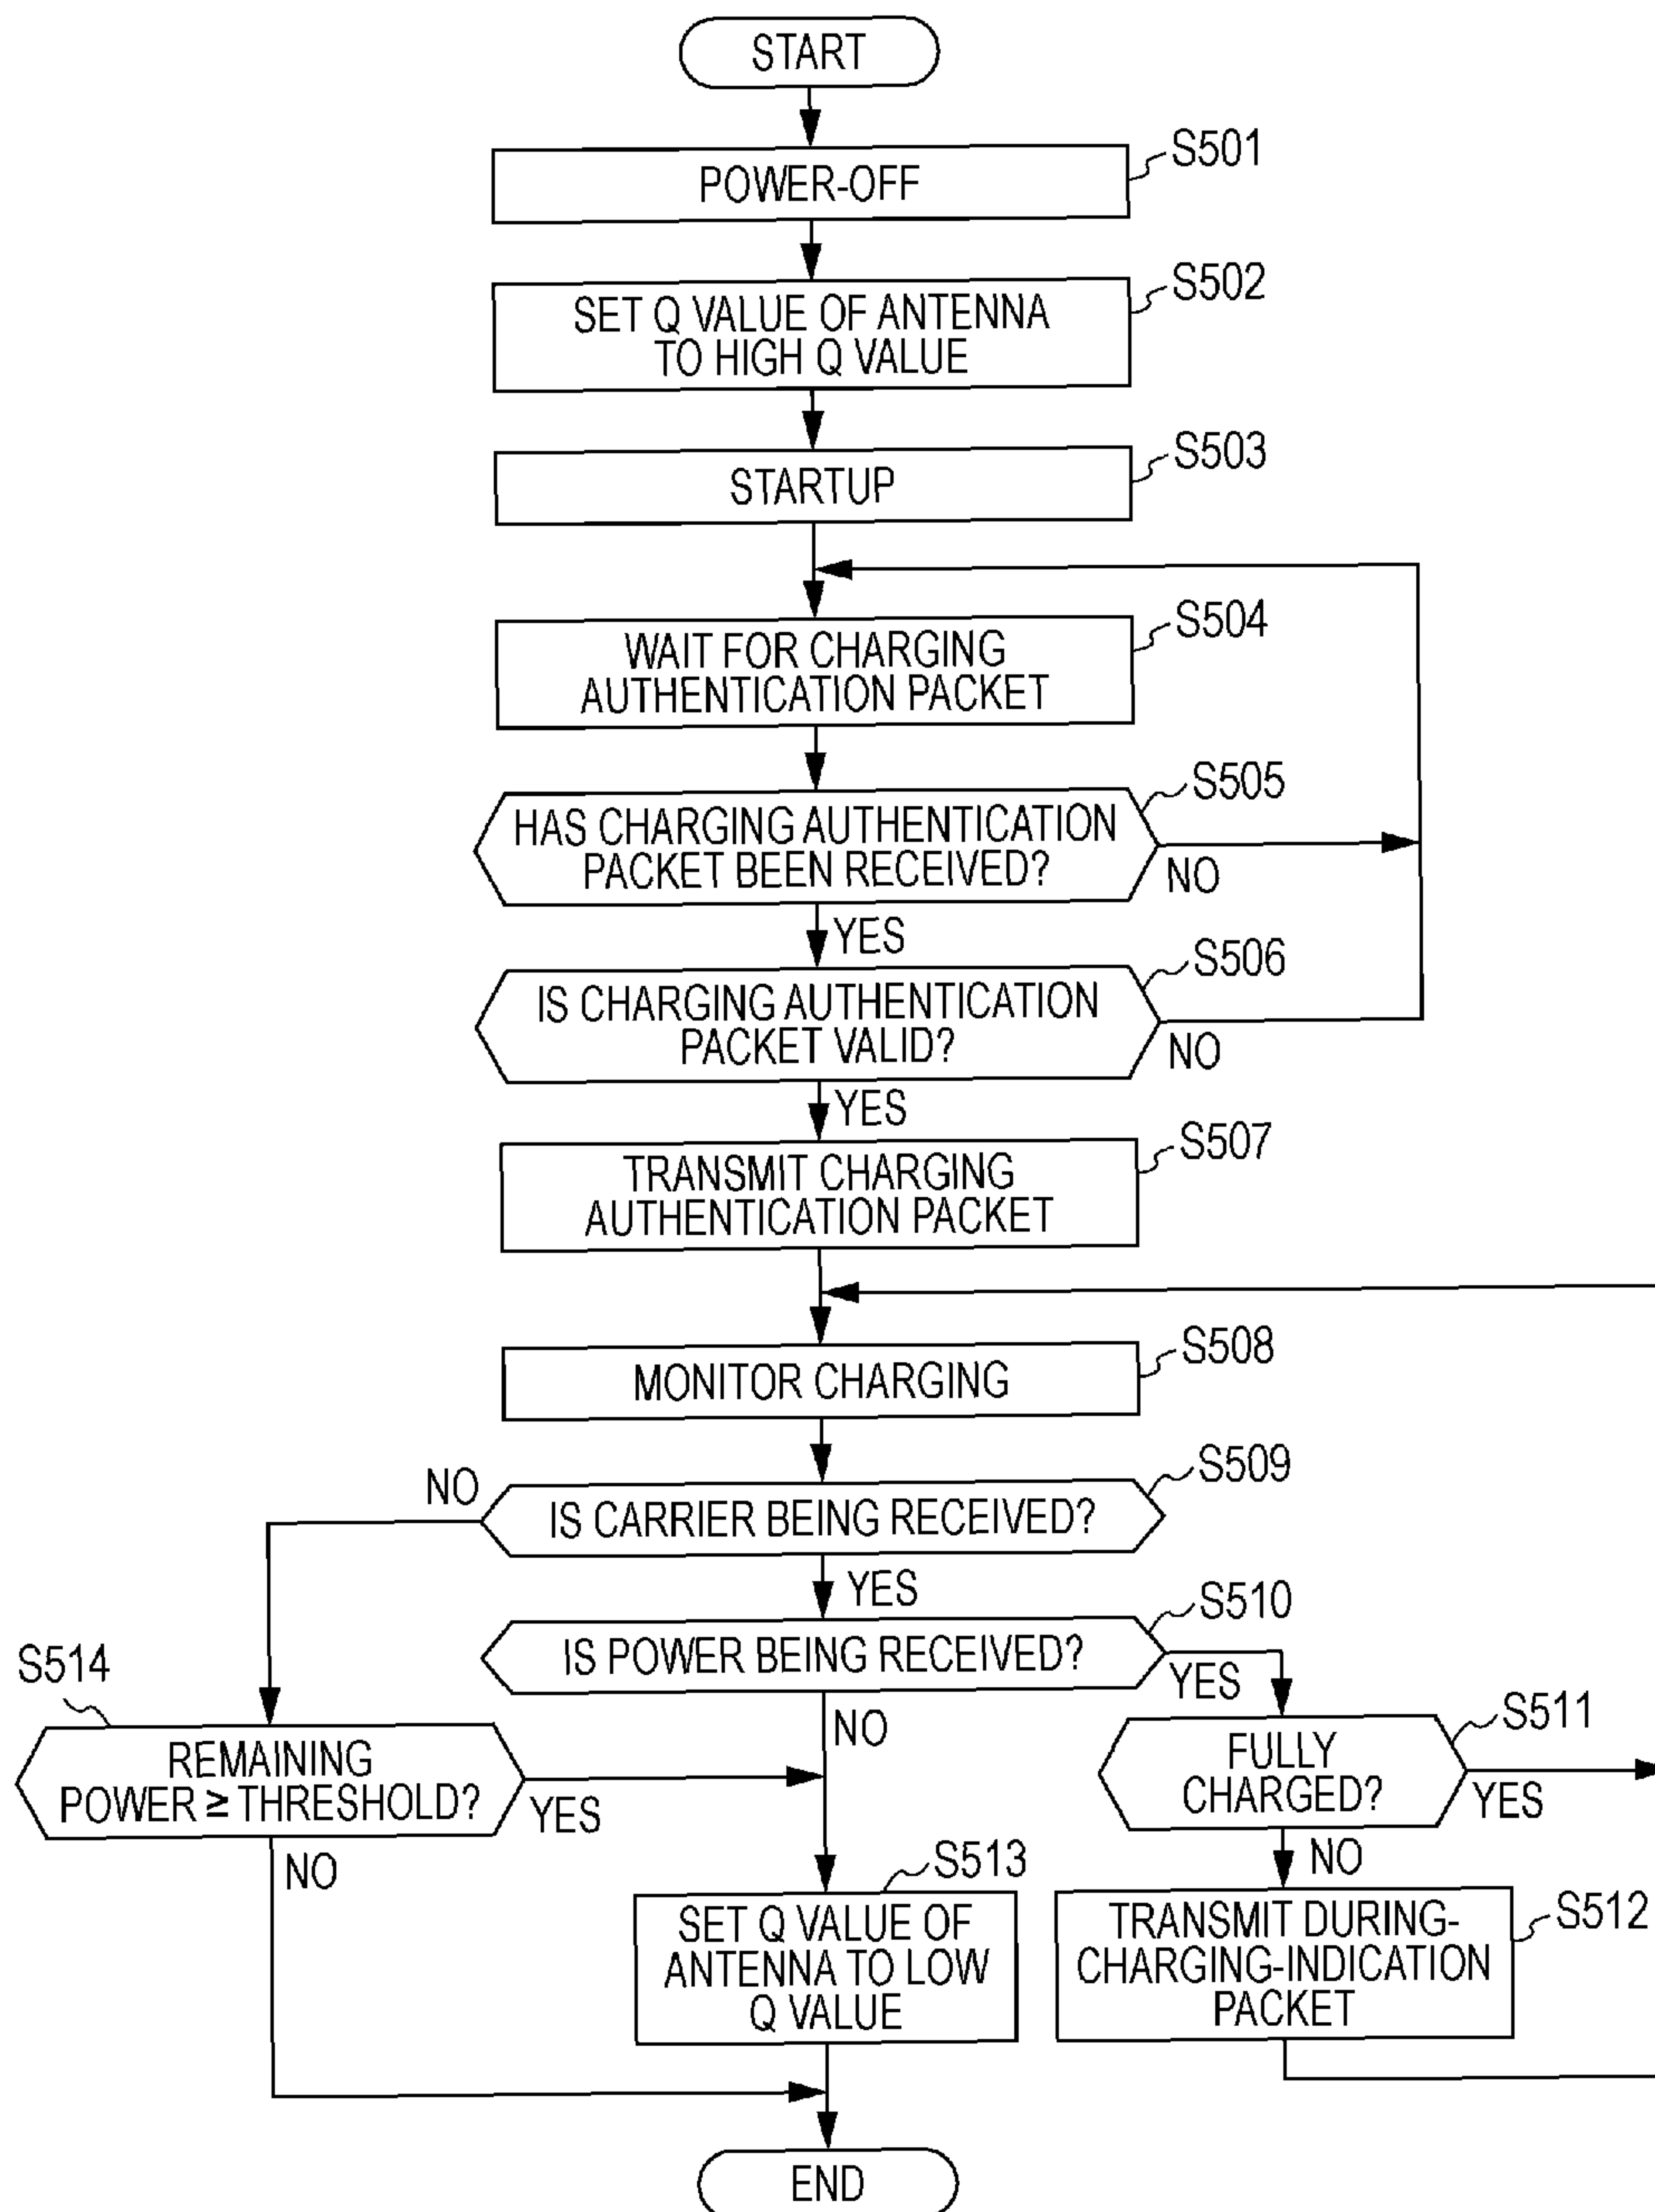 START
POWER-OFF
S501
SET Q VALUE OF ANTENNA
TO HIGH Q VALUE
S502
STARTUP
S503
WAIT FOR CHARGING
AUTHENTICATION PACKET
S504
HAS CHARGING AUTHENTICATION
PACKET BEEN RECEIVED?
S505
NO
YES
IS CHARGING AUTHENTICATION
PACKET VALID?
S506
NO
YES
TRANSMIT CHARGING
AUTHENTICATION PACKET
S507
MONITOR CHARGING
S508
IS CARRIER BEING RECEIVED?
S509
NO
YES
IS POWER BEING RECEIVED?
S510
YES
NO
S514
REMAINING
POWER ≥ THRESHOLD?
YES
NO
FULLY
CHARGED?
S511
YES
NO
S513
SET Q VALUE OF
ANTENNA TO LOW
Q VALUE
TRANSMIT DURING-
CHARGING-INDICATION
PACKET
S512
END